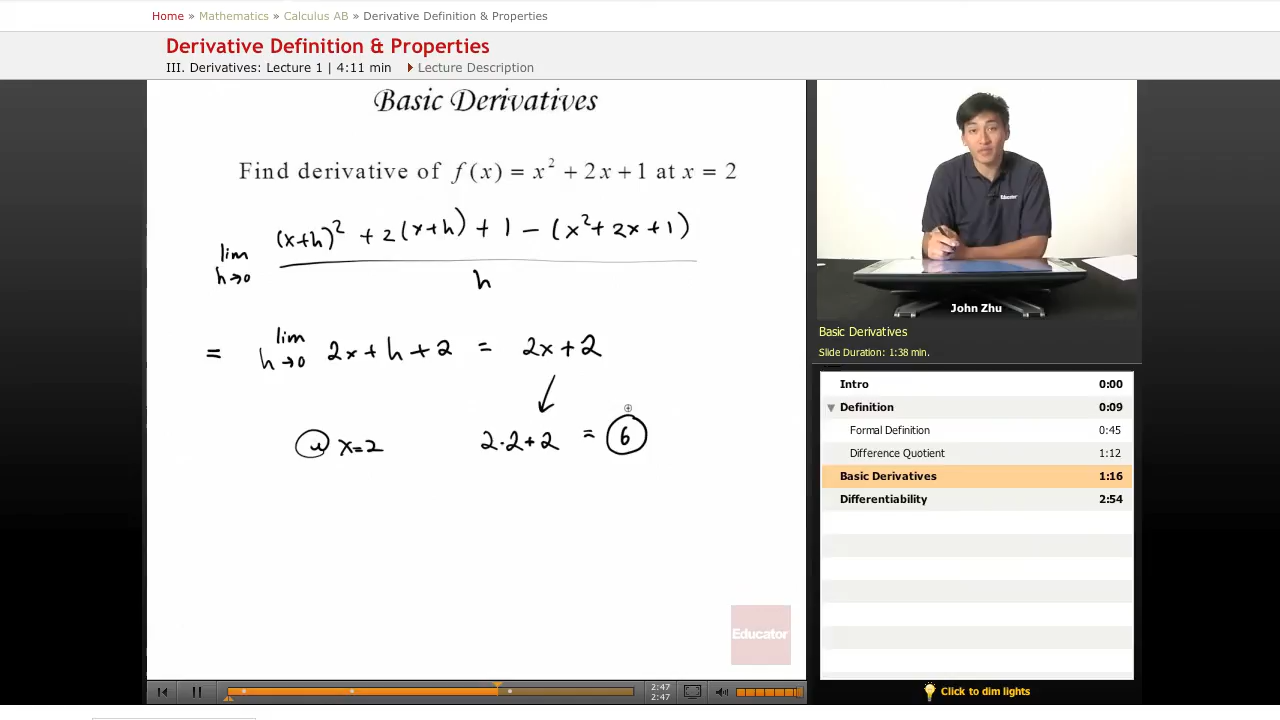 Home » Mathematics » Calculus AB » Derivative Definition & Properties
Derivative Definition & Properties
III. Derivatives: Lecture 1 | 4:11 min Lecture Description
Basic Derivatives
Find derivative of f(x) = x² + 2x + 1 at x = 2
lim h→0 (x+h)² + 2(x+h) + 1 - (x² + 2x + 1)
h
= lim h→0 2x + h + 2 = 2x + 2
@ x=2 2·2+2 = 6
Educator
Educator
John Zhu
Basic Derivatives
Slide Duration: 1:38 min.
Intro 0:00
Definition 0:09
Formal Definition 0:45
Difference Quotient 1:12
Basic Derivatives 1:16
Differentiability 2:54
2:47
2:47
Click to dim lights